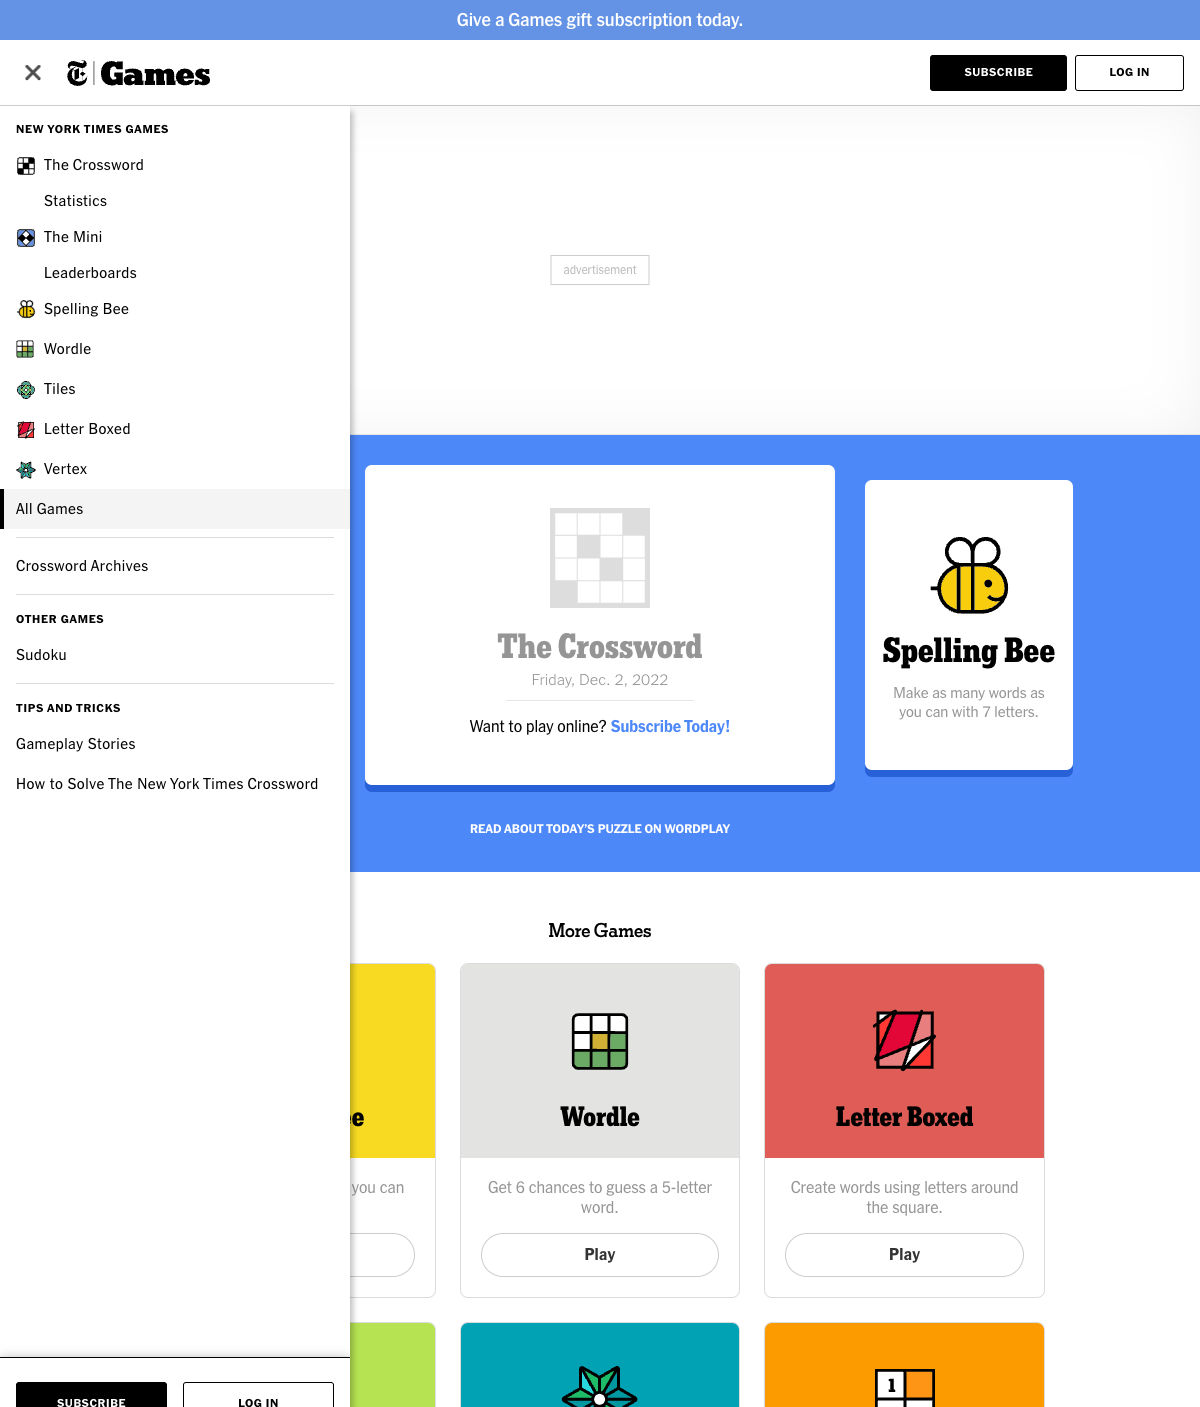 Give a Games gift subscription today.
Games
SUBSCRIBE
LOG IN
NEW YORK TIMES GAMES
The Crossword
Statistics
The Mini
Leaderboards
Spelling Bee
Wordle
Tiles
Letter Boxed
Vertex
All Games
Crossword Archives
OTHER GAMES
Sudoku
TIPS AND TRICKS
Gameplay Stories
How to Solve The New York Times Crossword
SUBSCRIBE
LOG IN
advertisement
The Crossword
Friday, Dec. 2, 2022
Want to play online? Subscribe Today!
READ ABOUT TODAY'S PUZZLE ON WORDPLAY
Spelling Bee
Make as many words as
you can with 7 letters.
More Games
you can
Wordle
Get 6 chances to guess a 5-letter
word.
Play
Letter Boxed
Create words using letters around
the square.
Play
1